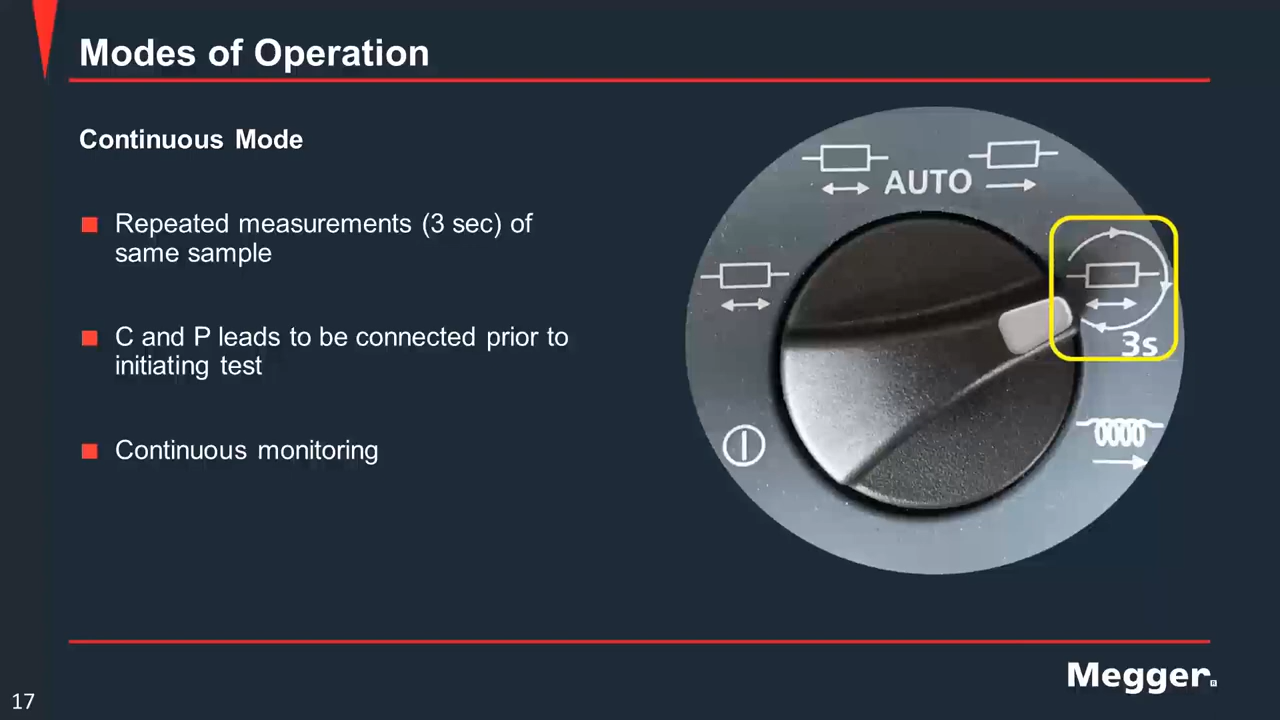 Modes of Operation
Continuous Mode
Repeated measurements (3 sec) of
same sample
C and P leads to be connected prior to
initiating test
Continuous monitoring
AUTO
3s
Megger
17